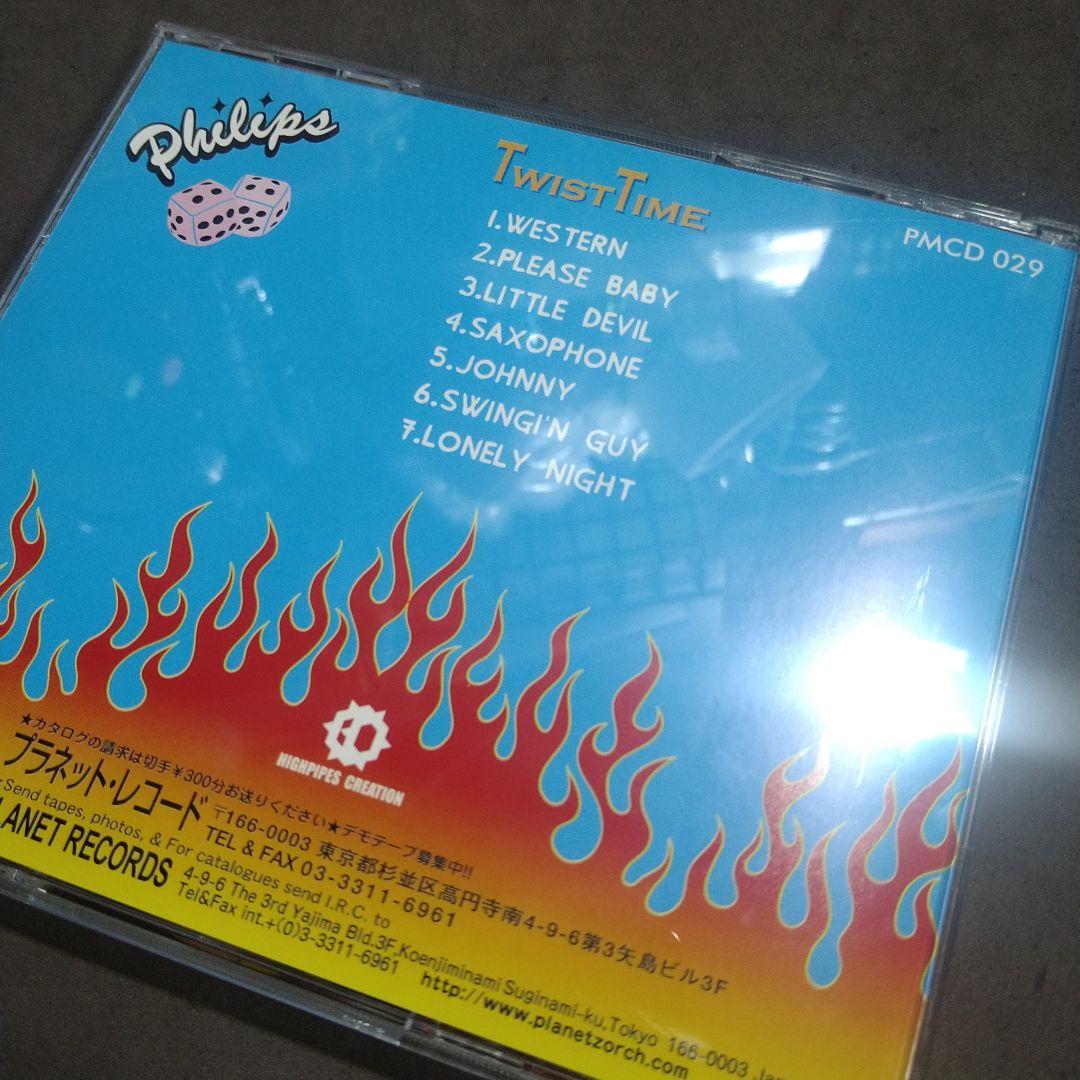 Philips
TWIST TIME
PMCD 029
1.WESTERN
2.PLEASE BABY
3.LITTLE DEVIL
4.SAXOPHONE
5.JOHNNY
6.SWINGI'N GUY
7.LONELY NIGHT
HIGHPIPES CREATION
★カタログの請求は切手￥300分お送りください★デモテープ募集中!!
プラネット・レコード
〒166-0003 東京都杉並区高円寺南4-9-6第3矢島ビル3F
TEL & FAX 03-3311-6961
Send tapes, photos, & For catalogues send I.R.C. to
LANET RECORDS
4-9-6 The 3rd Yajima Bld.3F,Koenjiminami Suginami-ku,Tokyo 166-0003
Tel&Fax int.+(0)3-3311-6961
http://www.planetzorch.com